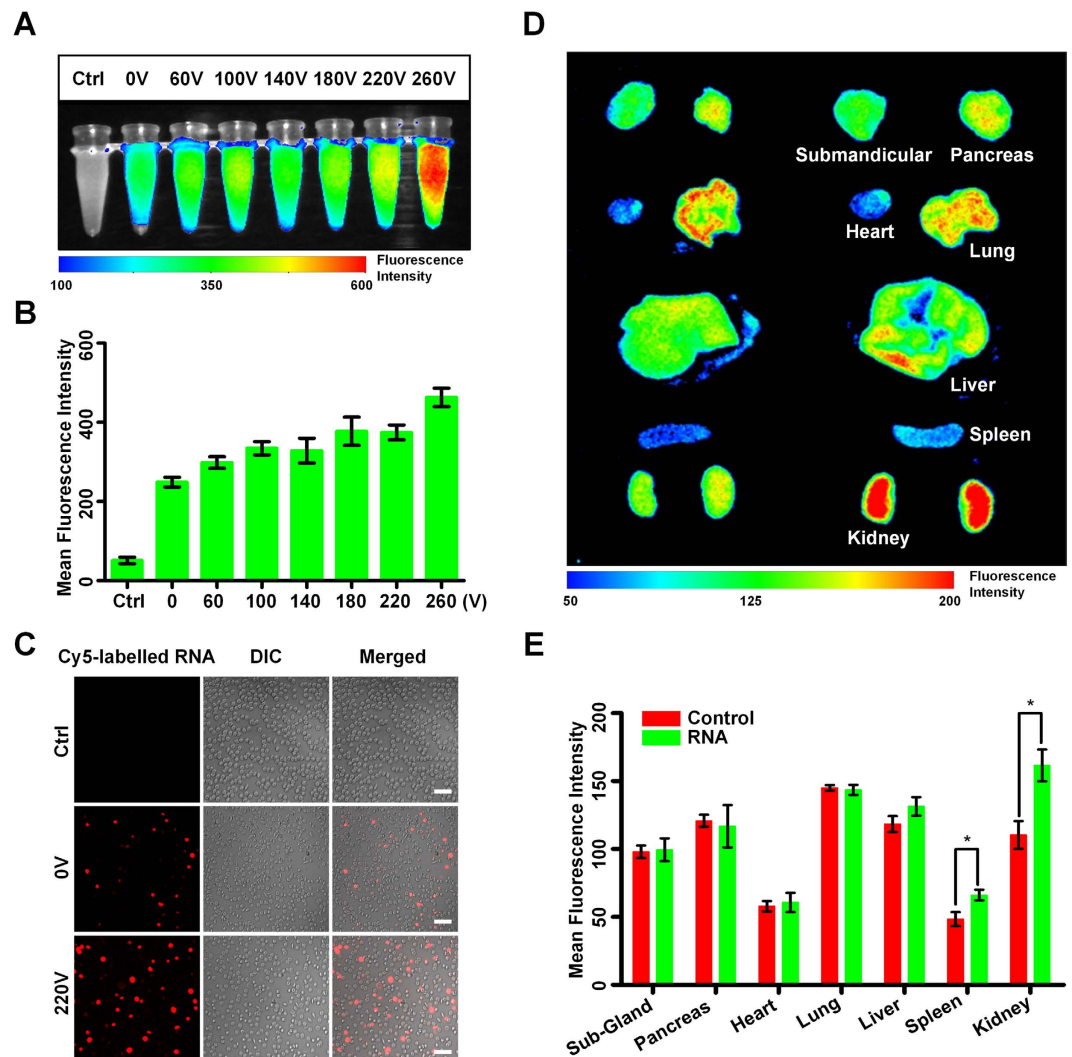 A
Ctrl 0V 60V 100V 140V 180V 220V 260V
Fluorescence
Intensity
100 350 600
B
Mean Fluorescence Intensity
600
400
200
0
Ctrl 0 60 100 140 180 220 260 (V)
C
Cy5-labelled RNA DIC Merged
Ctrl
0V
220V
D
Submandicular Pancreas
Heart
Lung
Liver
Spleen
Kidney
Fluorescence
Intensity
50 125 200
E
Mean Fluorescence Intensity
200
150
100
50
0
Control
RNA
*
*
Sub-Gland Pancreas Heart Lung Liver Spleen Kidney